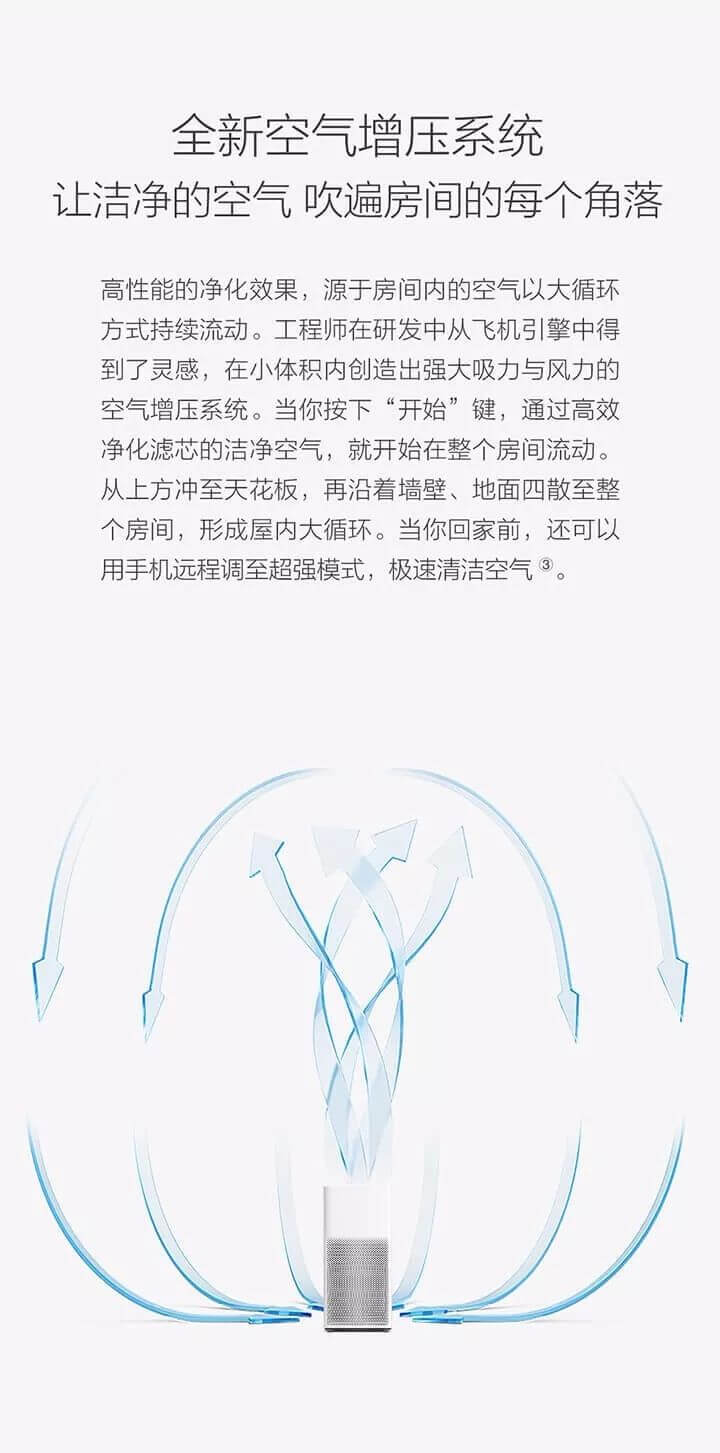 全新空气增压系统
让洁净的空气 吹遍房间的每个角落
高性能的净化效果，源于房间内的空气以大循环
方式持续流动。工程师在研发中从飞机引擎中得
到了灵感，在小体积内创造出强大吸力与风力的
空气增压系统。当你按下“开始”键，通过高效
净化滤芯的洁净空气，就开始在整个房间流动。
从上方冲至天花板，再沿着墙壁、地面四散至整
个房间，形成屋内大循环。当你回家前，还可以
用手机远程调至超强模式，极速清洁空气③。